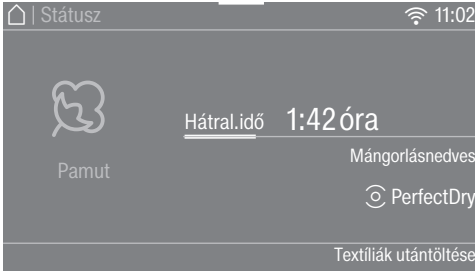 | Státusz
11:02
Hátral.idő 1:42 óra
Pamut
Mángorlásnedves
PerfectDry
Textíliák utántöltése